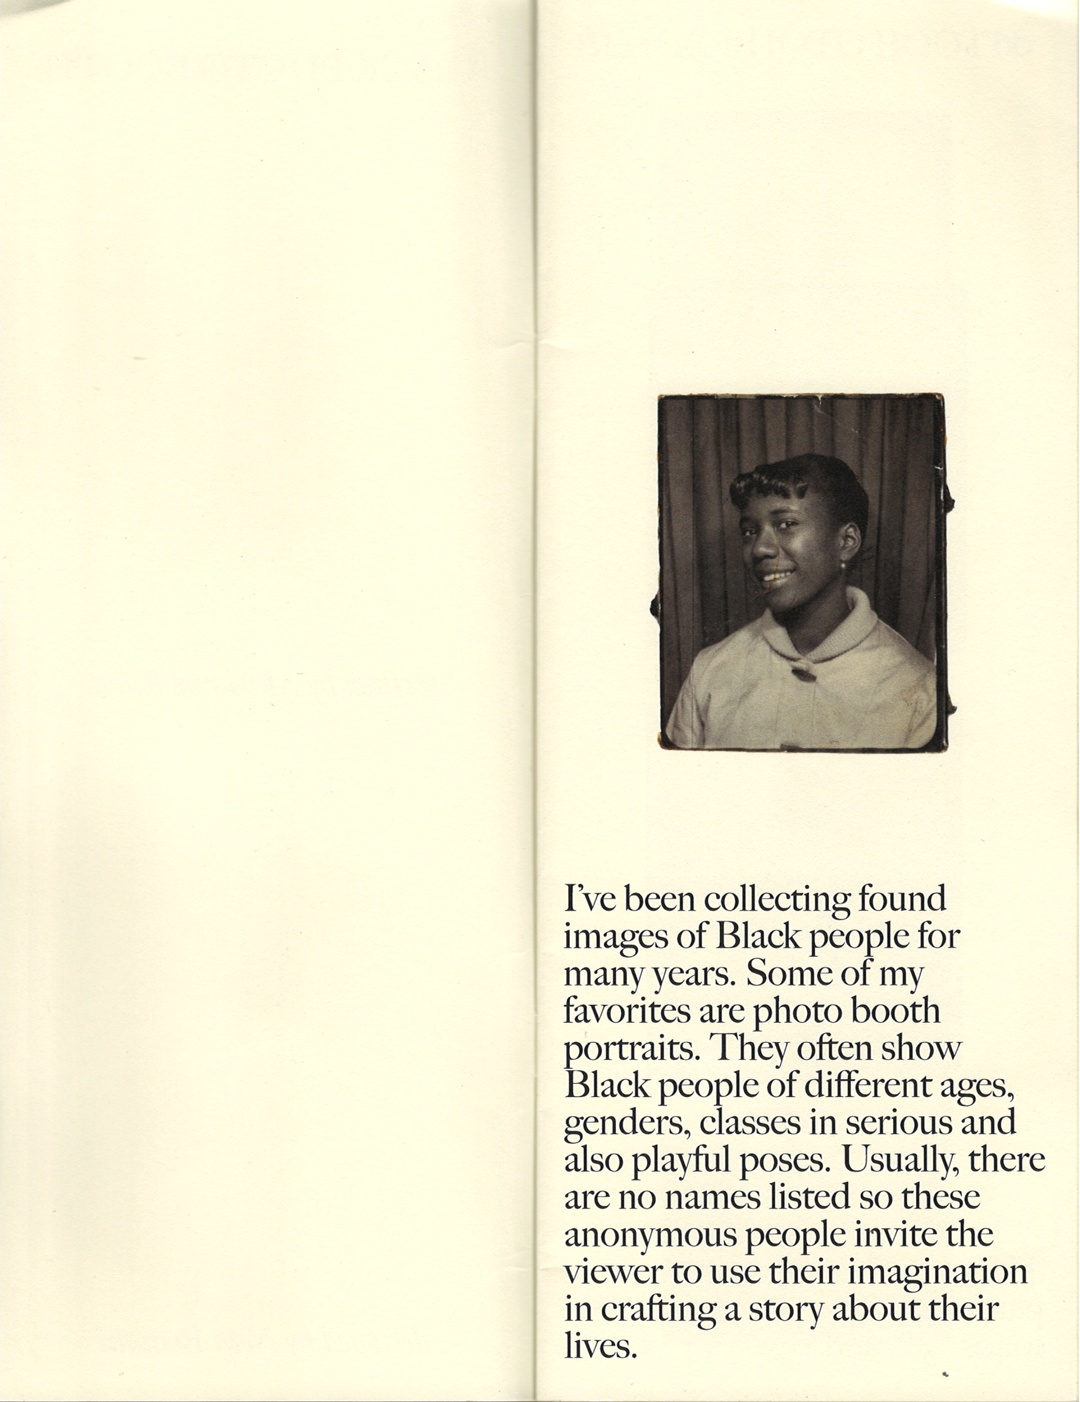 I've been collecting found
images of Black people for
many years. Some of my
favorites are photo booth
portraits. They often show
Black people of different ages,
genders, classes in serious and
also playful poses. Usually, there
are no names listed so these
anonymous people invite the
viewer to use their imagination
in crafting a story about their
lives.